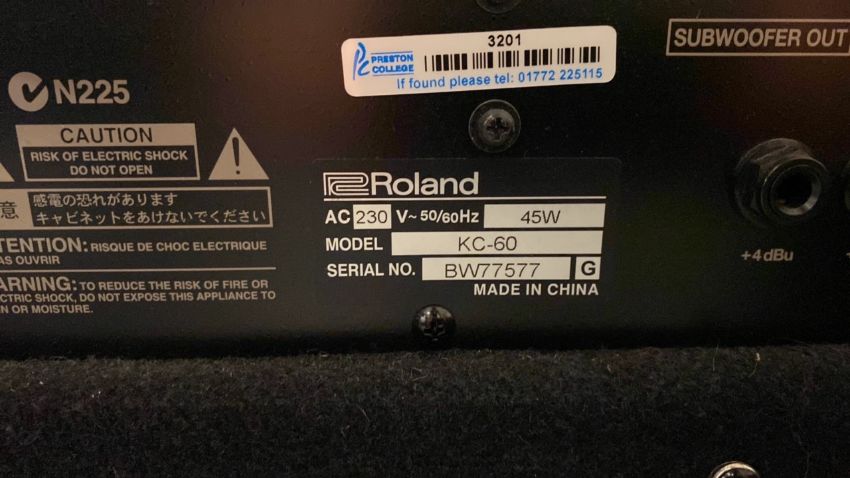 3201
PRESTON
COLLEGE
If found please tel: 01772 225115
SUBWOOFER OUT
N225
CAUTION
RISK OF ELECTRIC SHOCK
DO NOT OPEN
意
感電の恐れがあります
キャビネットをあけないでください
TENTION: RISQUE DE CHOC ELECTRIQUE
AS OUVRIR
ARNING: TO REDUCE THE RISK OF FIRE OR
CTRIC SHOCK, DO NOT EXPOSE THIS APPLIANCE TO
N OR MOISTURE.
Roland
AC 230 V~ 50/60Hz 45W
MODEL KC-60
SERIAL NO. BW77577 G
MADE IN CHINA
+4 dBu